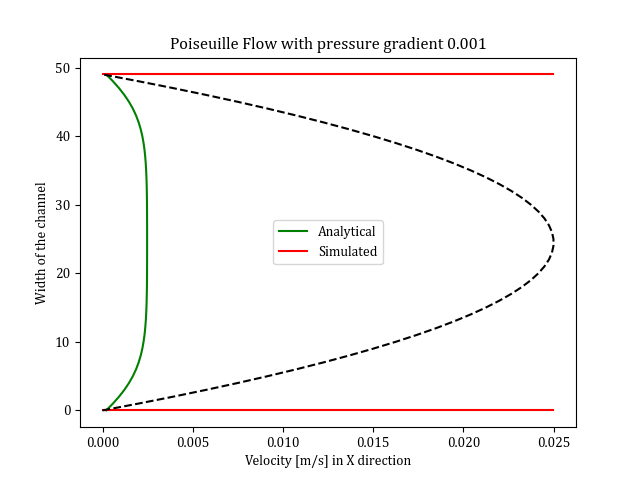 Poiseuille Flow with pressure gradient 0.001
50
40
30
20
10
0
Width of the channel
Analytical
Simulated
0.000 0.005 0.010 0.015 0.020 0.025
Velocity [m/s] in X direction